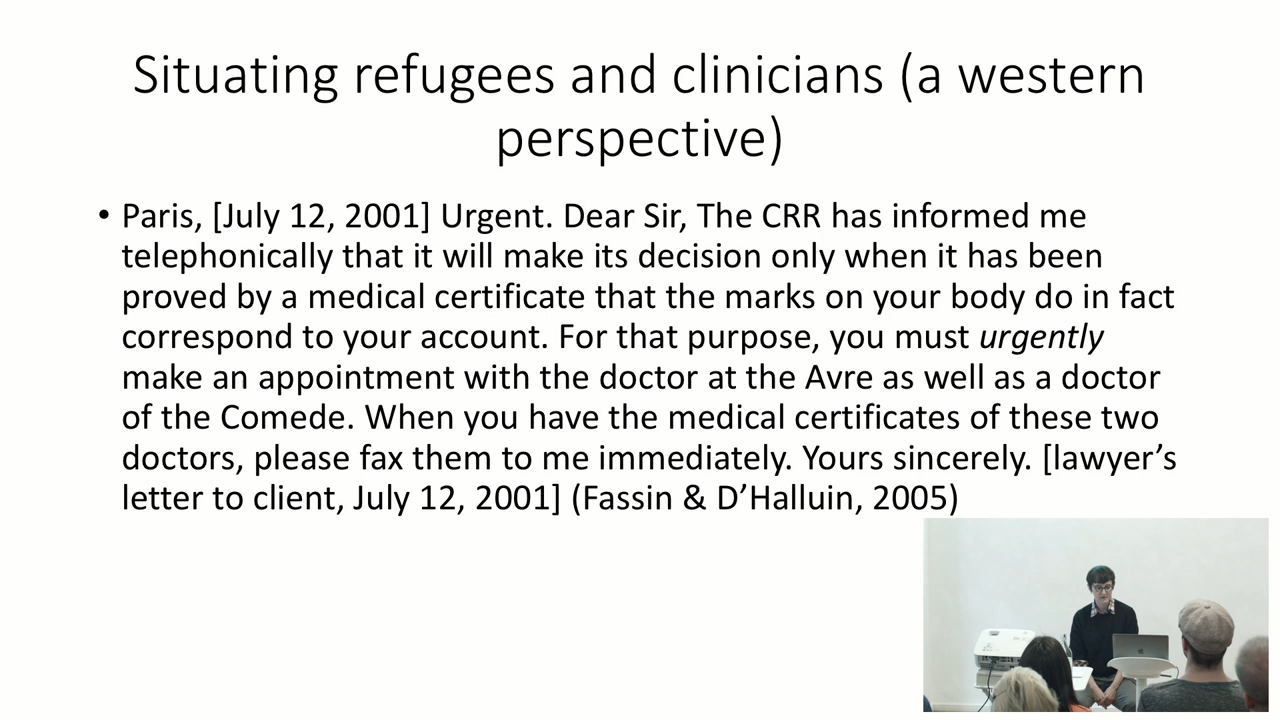 Situating refugees and clinicians (a western
perspective)
• Paris, [July 12, 2001] Urgent. Dear Sir, The CRR has informed me
telephonically that it will make its decision only when it has been
proved by a medical certificate that the marks on your body do in fact
correspond to your account. For that purpose, you must urgently
make an appointment with the doctor at the Avre as well as a doctor
of the Comede. When you have the medical certificates of these two
doctors, please fax them to me immediately. Yours sincerely. [lawyer’s
letter to client, July 12, 2001] (Fassin & D’Halluin, 2005)